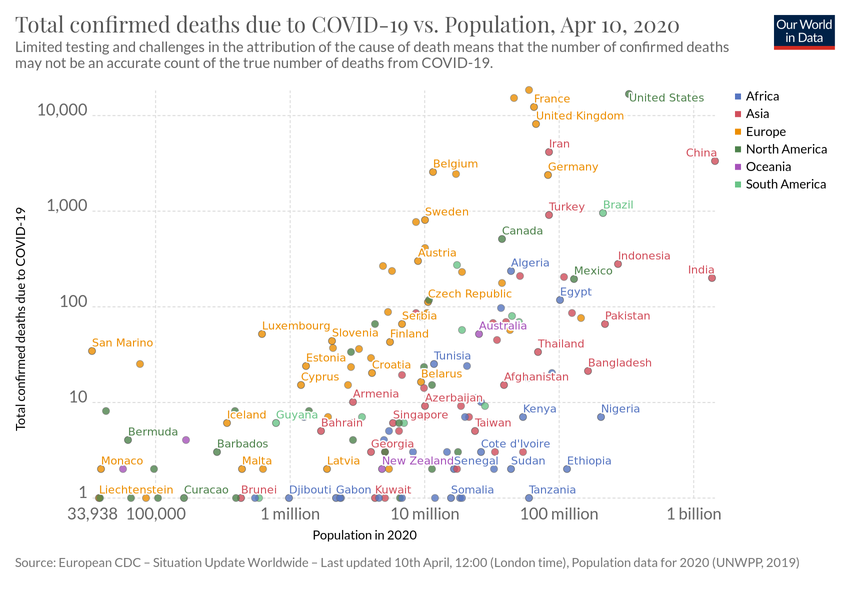 Total confirmed deaths due to COVID-19 vs. Population, Apr 10, 2020
Limited testing and challenges in the attribution of the cause of death means that the number of confirmed deaths
may not be an accurate count of the true number of deaths from COVID-19.
Our World
in Data
Africa
Asia
Europe
North America
Oceania
South America
Total confirmed deaths due to COVID-19
10,000
1,000
100
10
1
France
United States
United Kingdom
Iran
China
Belgium
Germany
Turkey
Brazil
Sweden
Canada
Austria
Algeria
Indonesia
Mexico
India
Czech Republic
Egypt
Serbia
Pakistan
Luxembourg
Slovenia
Finland
Australia
San Marino
Thailand
Estonia
Croatia
Tunisia
Bangladesh
Cyprus
Belarus
Afghanistan
Armenia
Azerbaijan
Iceland
Guyana
Bahrain
Singapore
Taiwan
Kenya
Nigeria
Bermuda
Barbados
Georgia
Cote d'Ivoire
Monaco
Malta
Latvia
New Zealand
Senegal
Sudan
Ethiopia
Liechtenstein
Curacao
Brunei
Djibouti
Gabon
Kuwait
Somalia
Tanzania
33,938
100,000
1 million
10 million
100 million
1 billion
Population in 2020
Source: European CDC – Situation Update Worldwide – Last updated 10th April, 12:00 (London time), Population data for 2020 (UNWPP, 2019)